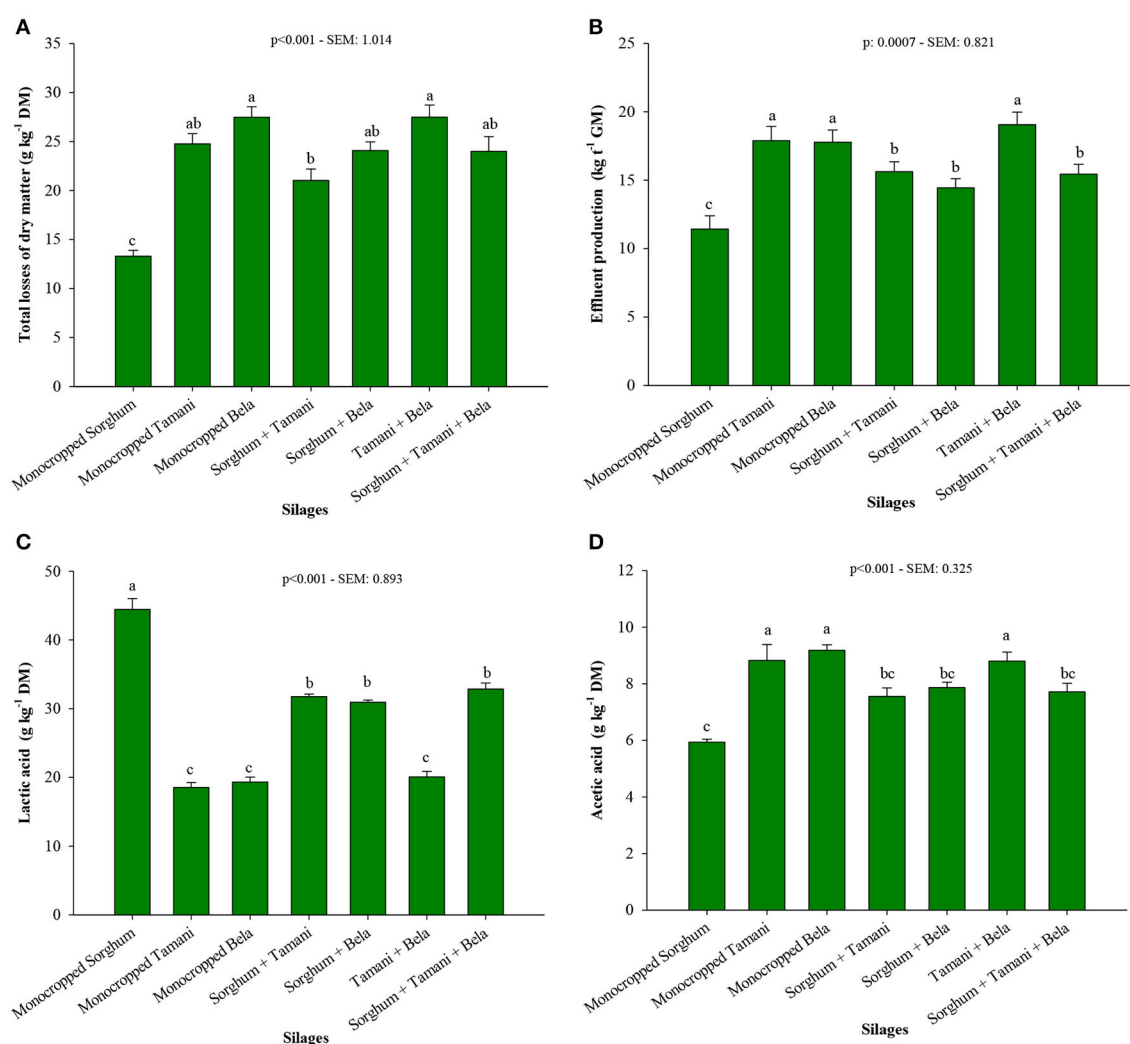 A
p<0.001 - SEM: 1.014
Total losses of dry matter (g kg⁻¹ DM)
35
30
25
20
15
10
5
0
c
ab
a
b
ab
a
ab
Monocropped Sorghum
Monocropped Tamani
Monocropped Bela
Sorghum + Tamani
Sorghum + Bela
Tamani + Bela
Sorghum + Tamani + Bela
Silages
B
p: 0.0007 - SEM: 0.821
Effluent production (kg t⁻¹ GM)
25
20
15
10
5
0
c
a
a
b
b
a
b
Monocropped Sorghum
Monocropped Tamani
Monocropped Bela
Sorghum + Tamani
Sorghum + Bela
Tamani + Bela
Sorghum + Tamani + Bela
Silages
C
p<0.001 - SEM: 0.893
Lactic acid (g kg⁻¹ DM)
50
40
30
20
10
0
a
c
c
b
b
c
b
Monocropped Sorghum
Monocropped Tamani
Monocropped Bela
Sorghum + Tamani
Sorghum + Bela
Tamani + Bela
Sorghum + Tamani + Bela
Silages
D
p<0.001 - SEM: 0.325
Acetic acid (g kg⁻¹ DM)
12
10
8
6
4
2
0
c
a
a
bc
bc
a
bc
Monocropped Sorghum
Monocropped Tamani
Monocropped Bela
Sorghum + Tamani
Sorghum + Bela
Tamani + Bela
Sorghum + Tamani + Bela
Silages